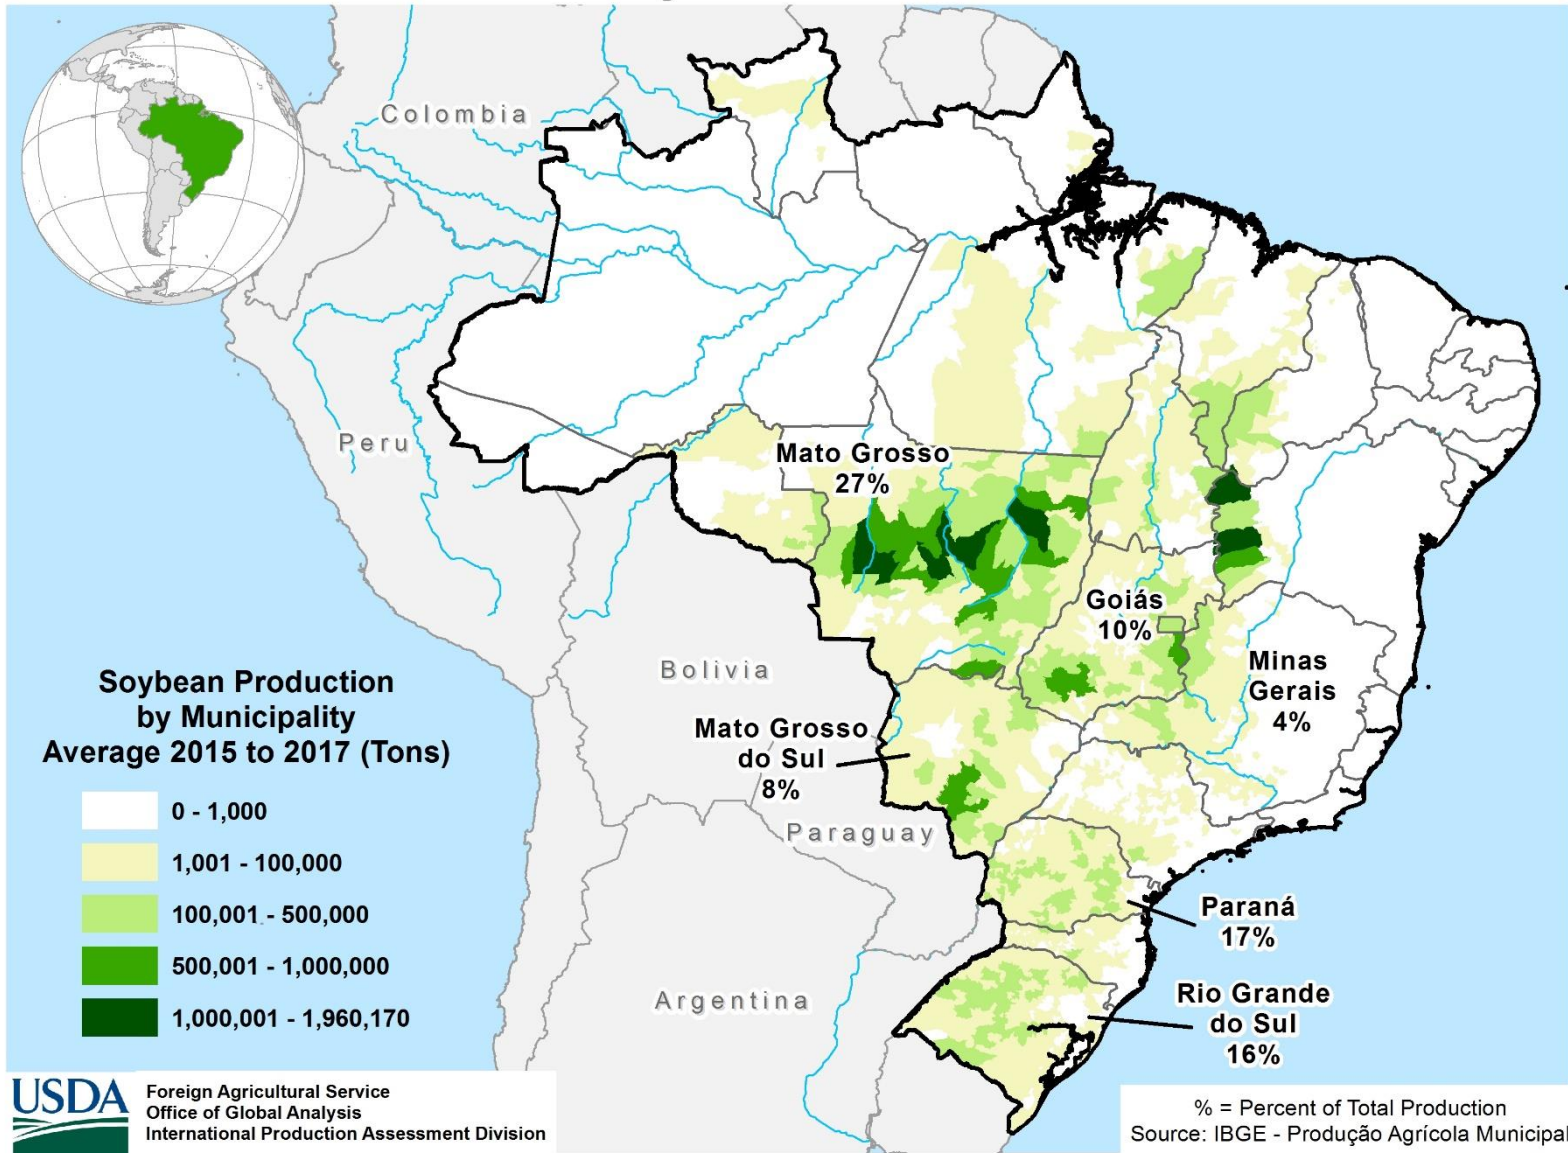 Colombia
Peru
Mato Grosso
27%
Goiás
10%
Minas
Gerais
4%
Bolivia
Mato Grosso
do Sul
8%
Paraguay
Paraná
17%
Argentina
Rio Grande
do Sul
16%
Soybean Production
by Municipality
Average 2015 to 2017 (Tons)
0 - 1,000
1,001 - 100,000
100,001 - 500,000
500,001 - 1,000,000
1,000,001 - 1,960,170
USDA
Foreign Agricultural Service
Office of Global Analysis
International Production Assessment Division
% = Percent of Total Production
Source: IBGE - Produção Agrícola Municipal